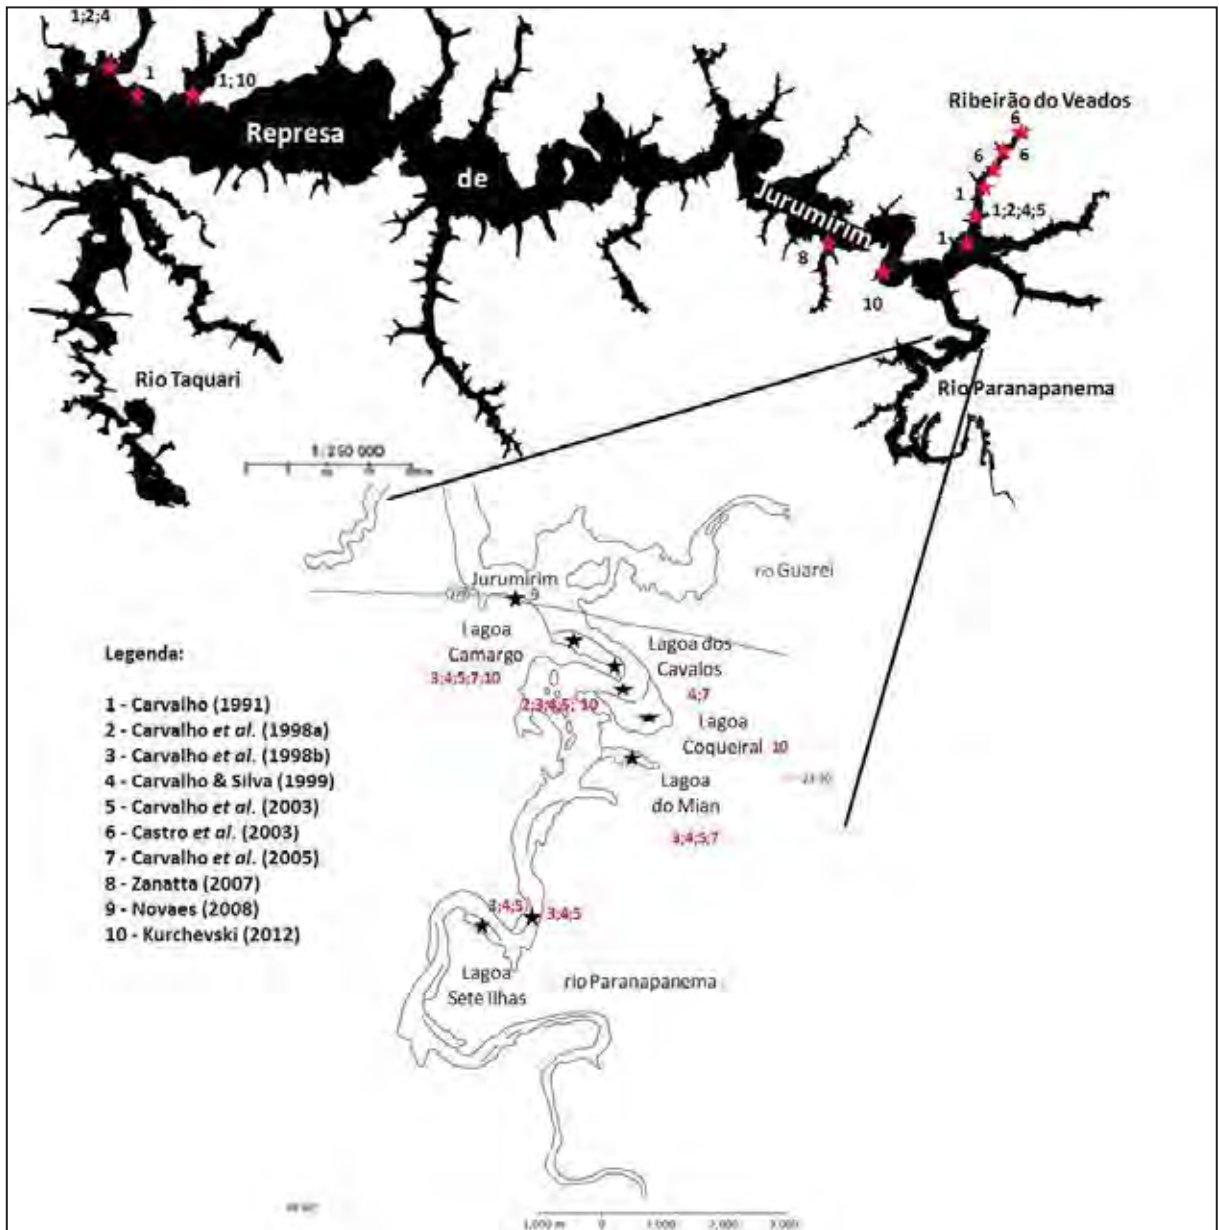 1;2;4
1
1; 10
Represa
de
Jurumirim
Ribeirão do Veados
6
6
6
1
1;2;4;5
1
8
10
Rio Taquari
Rio Paranapanema
1:250 000
rio Guarei
Jurumirim
9
Lagoa
Camargo
3;4;5;7;10
Lagoa dos
Cavalos
4;7
2;3;4;5; 10
Lagoa
Coqueiral 10
Lagoa
do Mian
3;4;5;7
Legenda:
1 - Carvalho (1991)
2 - Carvalho et al. (1998a)
3 - Carvalho et al. (1998b)
4 - Carvalho & Silva (1999)
5 - Carvalho et al. (2003)
6 - Castro et al. (2003)
7 - Carvalho et al. (2005)
8 - Zanatta (2007)
9 - Novaes (2008)
10 - Kurchevski (2012)
3;4;5
3;4;5
Lagoa
Sete Ilhas
rio Paranapanema
1,000 m 0 1,000 2,000 3,000